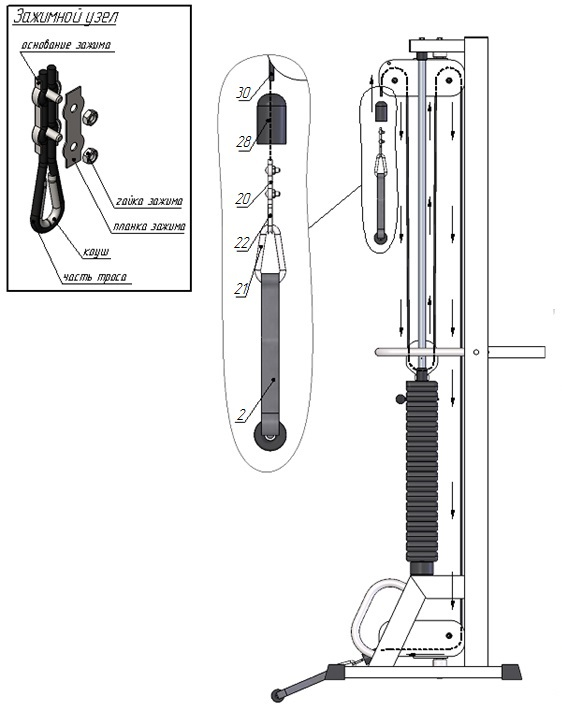 Зажимной узел
основание зажима
гайка зажима
планка зажима
коуш
часть троса
30
28
20
22
21
2